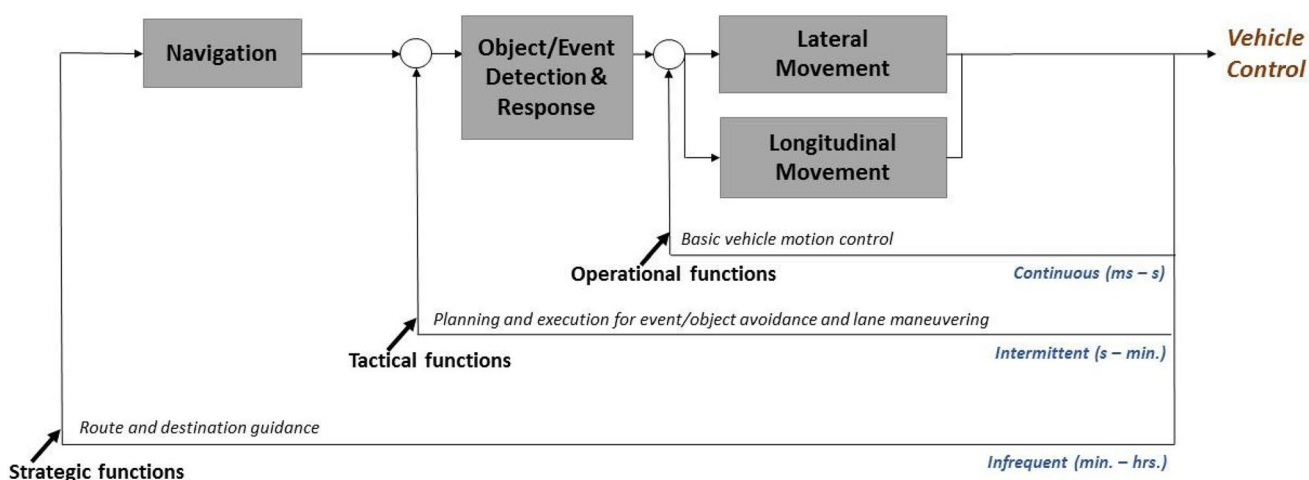 Navigation
Object/Event
Detection &
Response
Lateral
Movement
Vehicle
Control
Longitudinal
Movement
Basic vehicle motion control
Operational functions
Continuous (ms – s)
Planning and execution for event/object avoidance and lane maneuvering
Tactical functions
Intermittent (s – min.)
Route and destination guidance
Strategic functions
Infrequent (min. – hrs.)